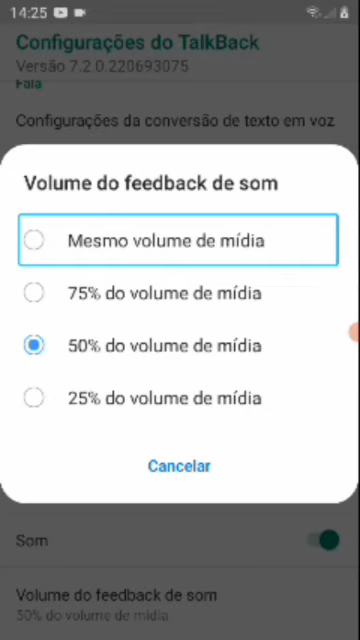 14:25
Configurações do TalkBack
Versão 7.2.0.220693075
Fala
Configurações da conversão de texto em voz
Volume do feedback de som
Mesmo volume de mídia
75% do volume de mídia
50% do volume de mídia
25% do volume de mídia
Cancelar
Som
Volume do feedback de som
50% do volume de mídia